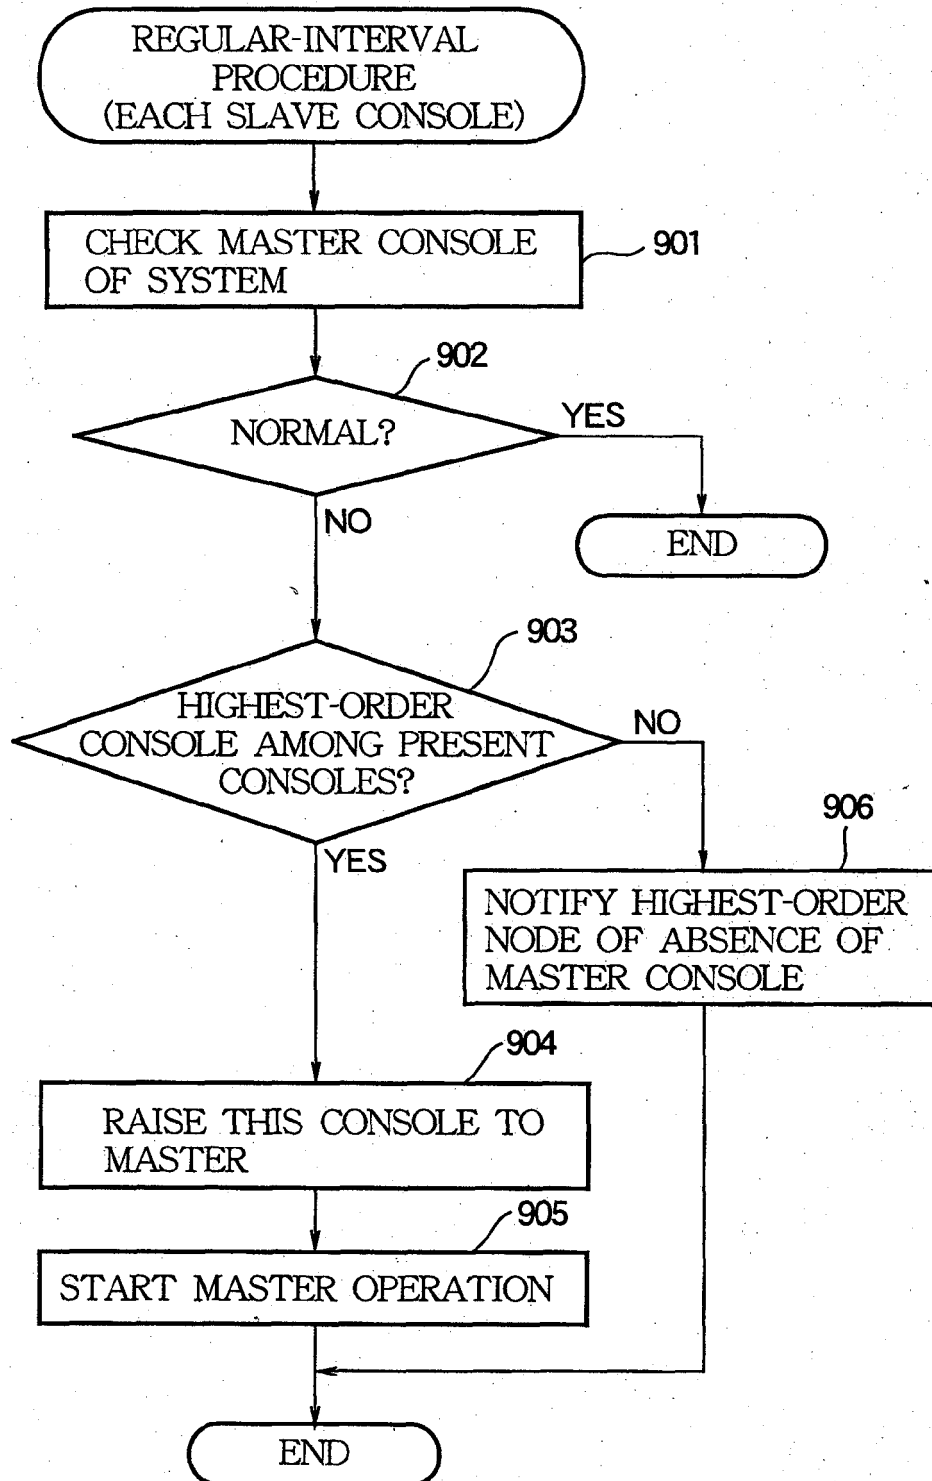 REGULAR-INTERVAL
PROCEDURE
(EACH SLAVE CONSOLE)
CHECK MASTER CONSOLE
OF SYSTEM
901
902
NORMAL?
YES
NO
END
903
HIGHEST-ORDER
CONSOLE AMONG PRESENT
CONSOLES?
NO
YES
906
NOTIFY HIGHEST-ORDER
NODE OF ABSENCE OF
MASTER CONSOLE
904
RAISE THIS CONSOLE TO
MASTER
905
START MASTER OPERATION
END